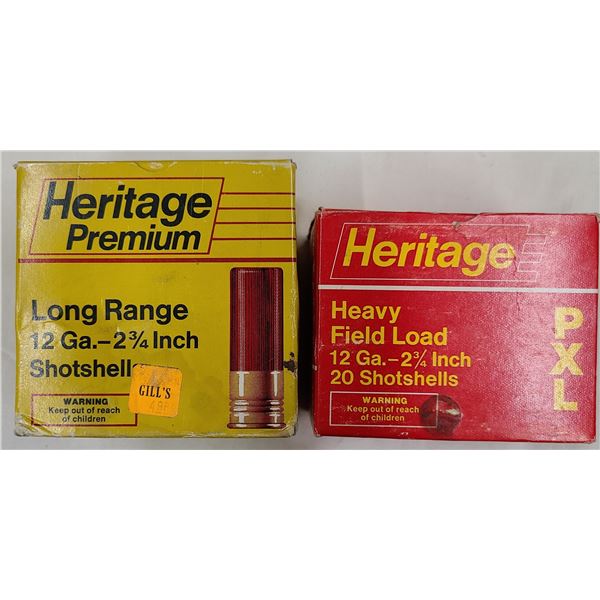 Heritage
Premium
Long Range
12 Ga.–2¾ Inch
Shotshells
WARNING
Keep out of reach
of children
GILL'S
Heritage
Heavy
Field Load
12 Ga.–2¾ Inch
20 Shotshells
WARNING
Keep out of reach
of children
PXL